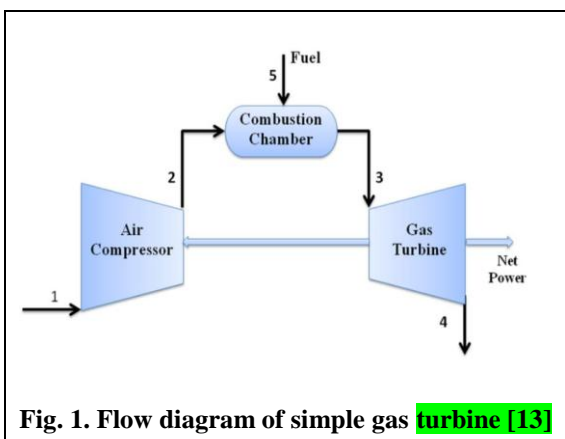 Fuel
5
Combustion
Chamber
2
3
Air
Compressor
Gas
Turbine
Net
Power
1
4
Fig. 1. Flow diagram of simple gas turbine [13]